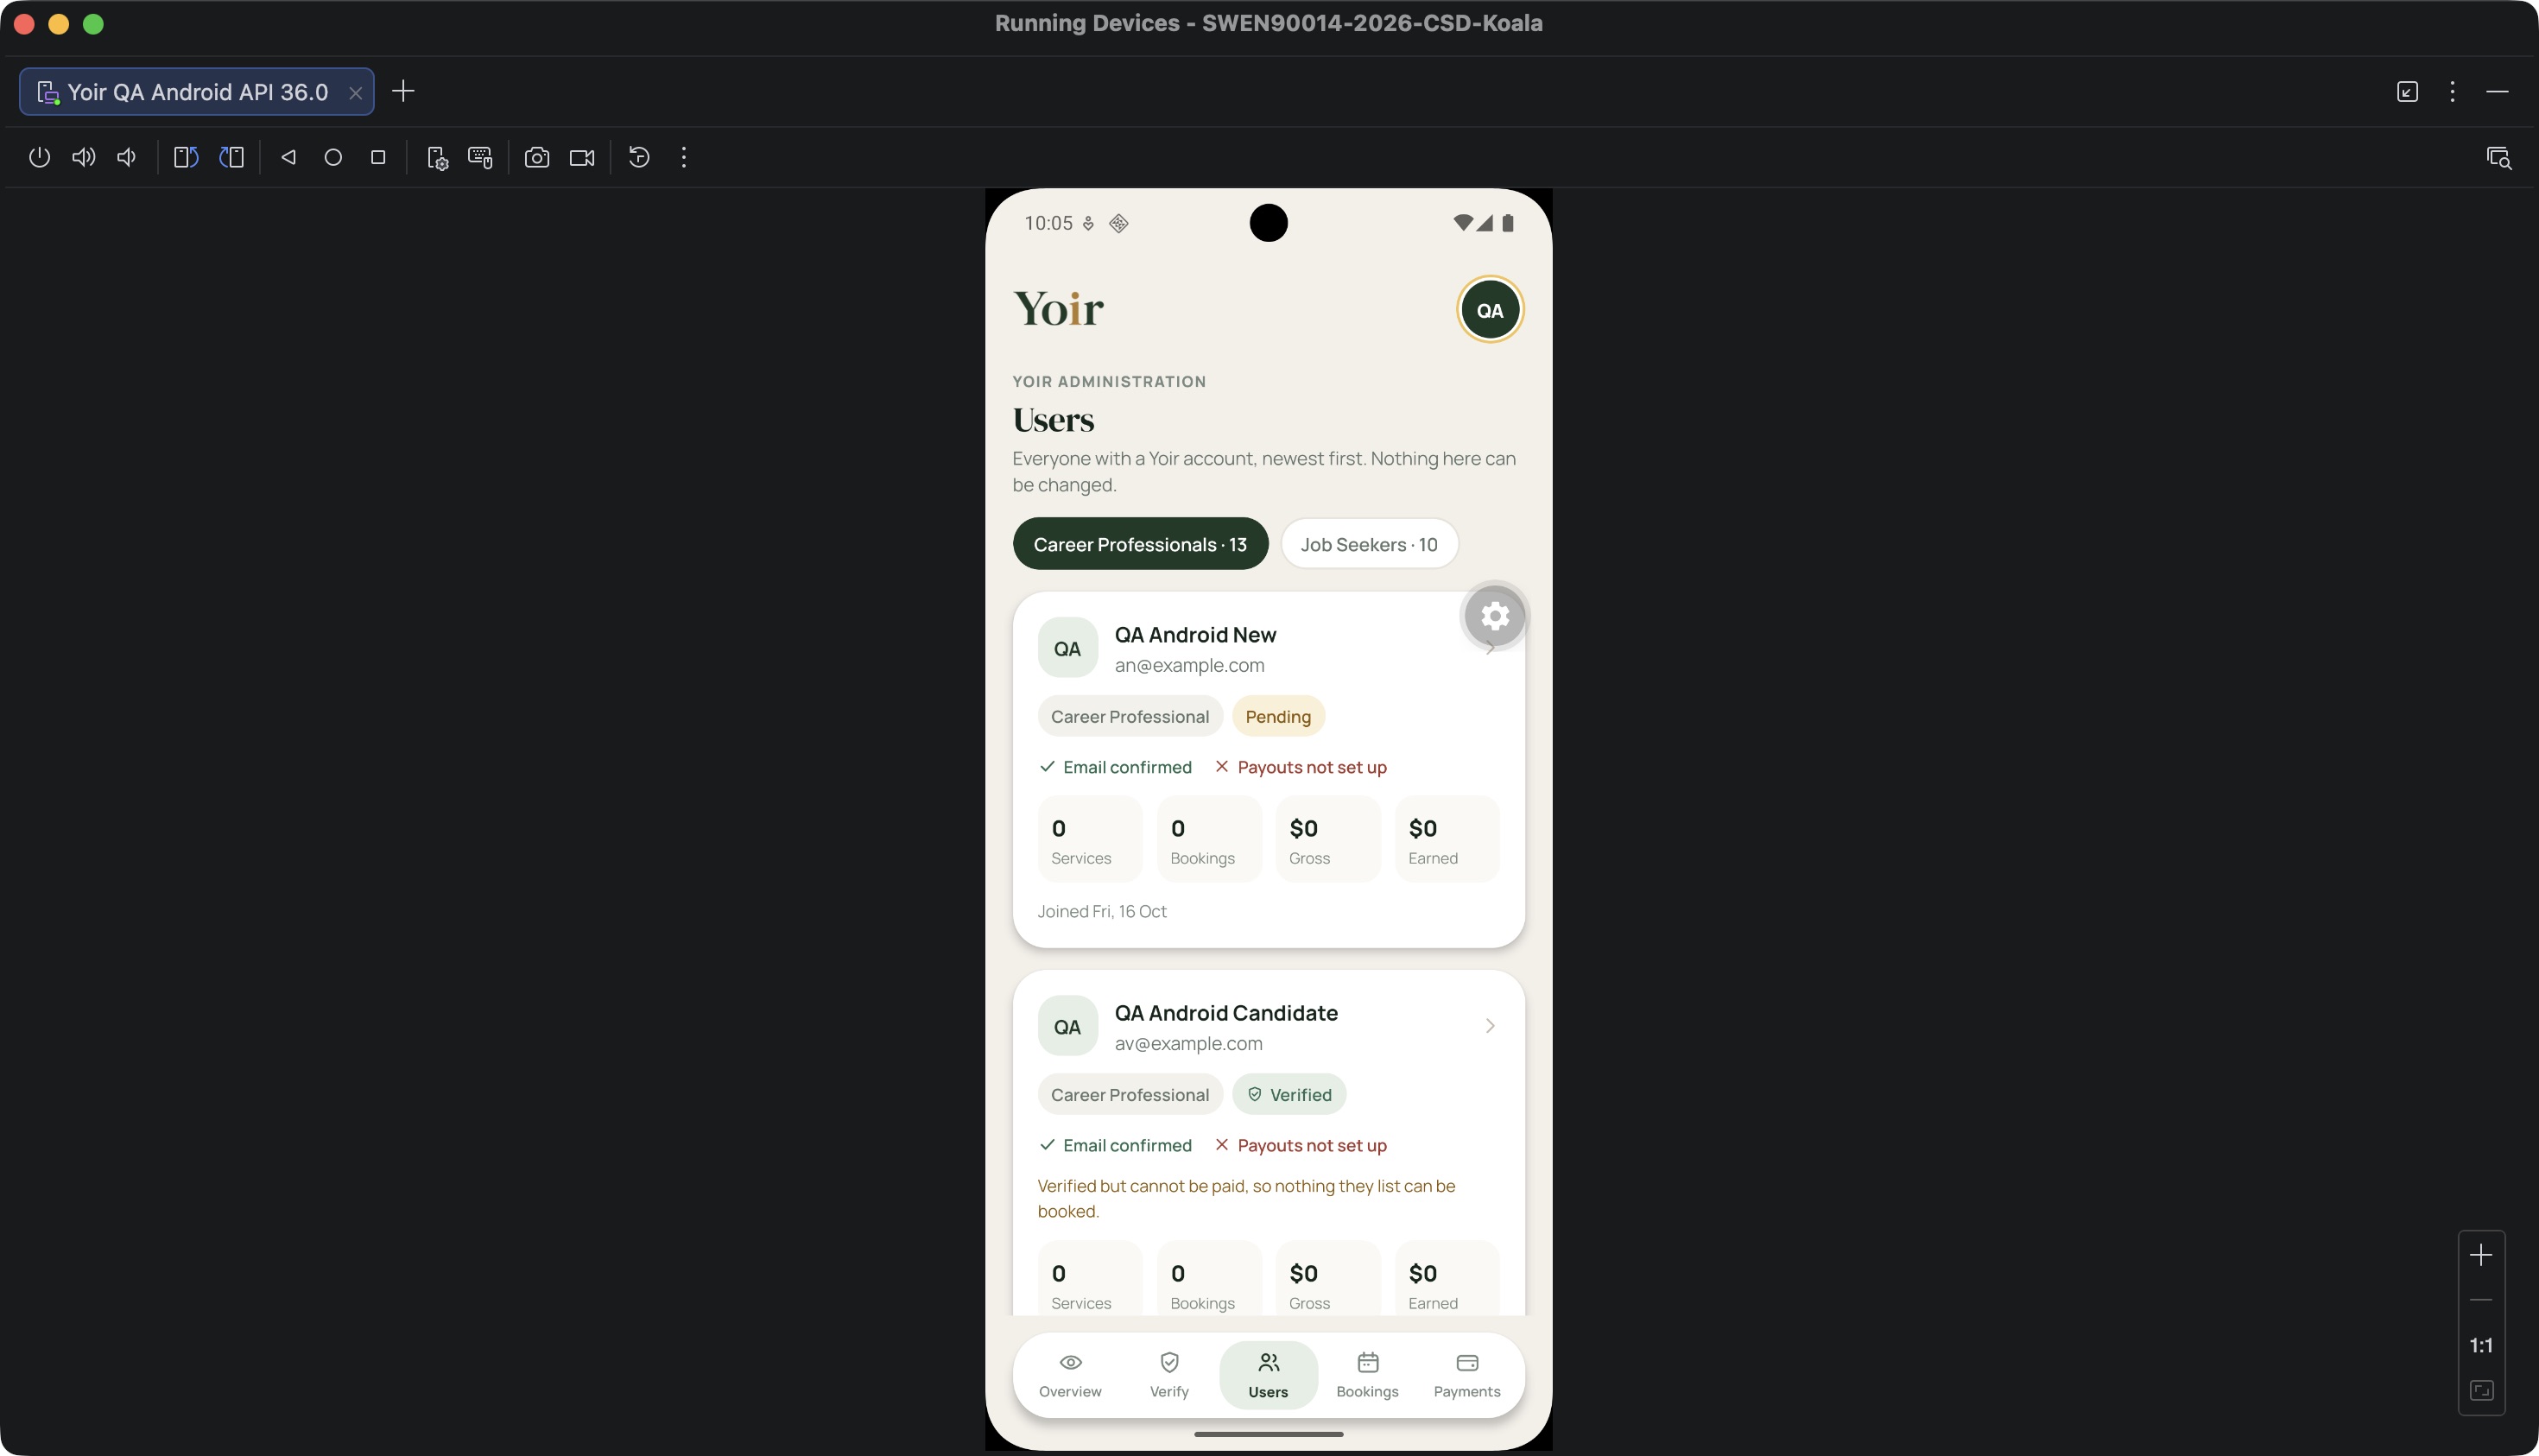 Running Devices - SWEN90014-2026-CSD-Koala
Yoir QA Android API 36.0
10:05
Yoir
QA
YOIR ADMINISTRATION
Users
Everyone with a Yoir account, newest first. Nothing here can
be changed.
Career Professionals · 13
Job Seekers · 10
QA
QA Android New
an@example.com
Career Professional
Pending
Email confirmed
Payouts not set up
0
Services
0
Bookings
$0
Gross
$0
Earned
Joined Fri, 16 Oct
QA
QA Android Candidate
av@example.com
Career Professional
Verified
Email confirmed
Payouts not set up
Verified but cannot be paid, so nothing they list can be
booked.
0
Services
0
Bookings
$0
Gross
$0
Earned
Overview
Verify
Users
Bookings
Payments
1:1